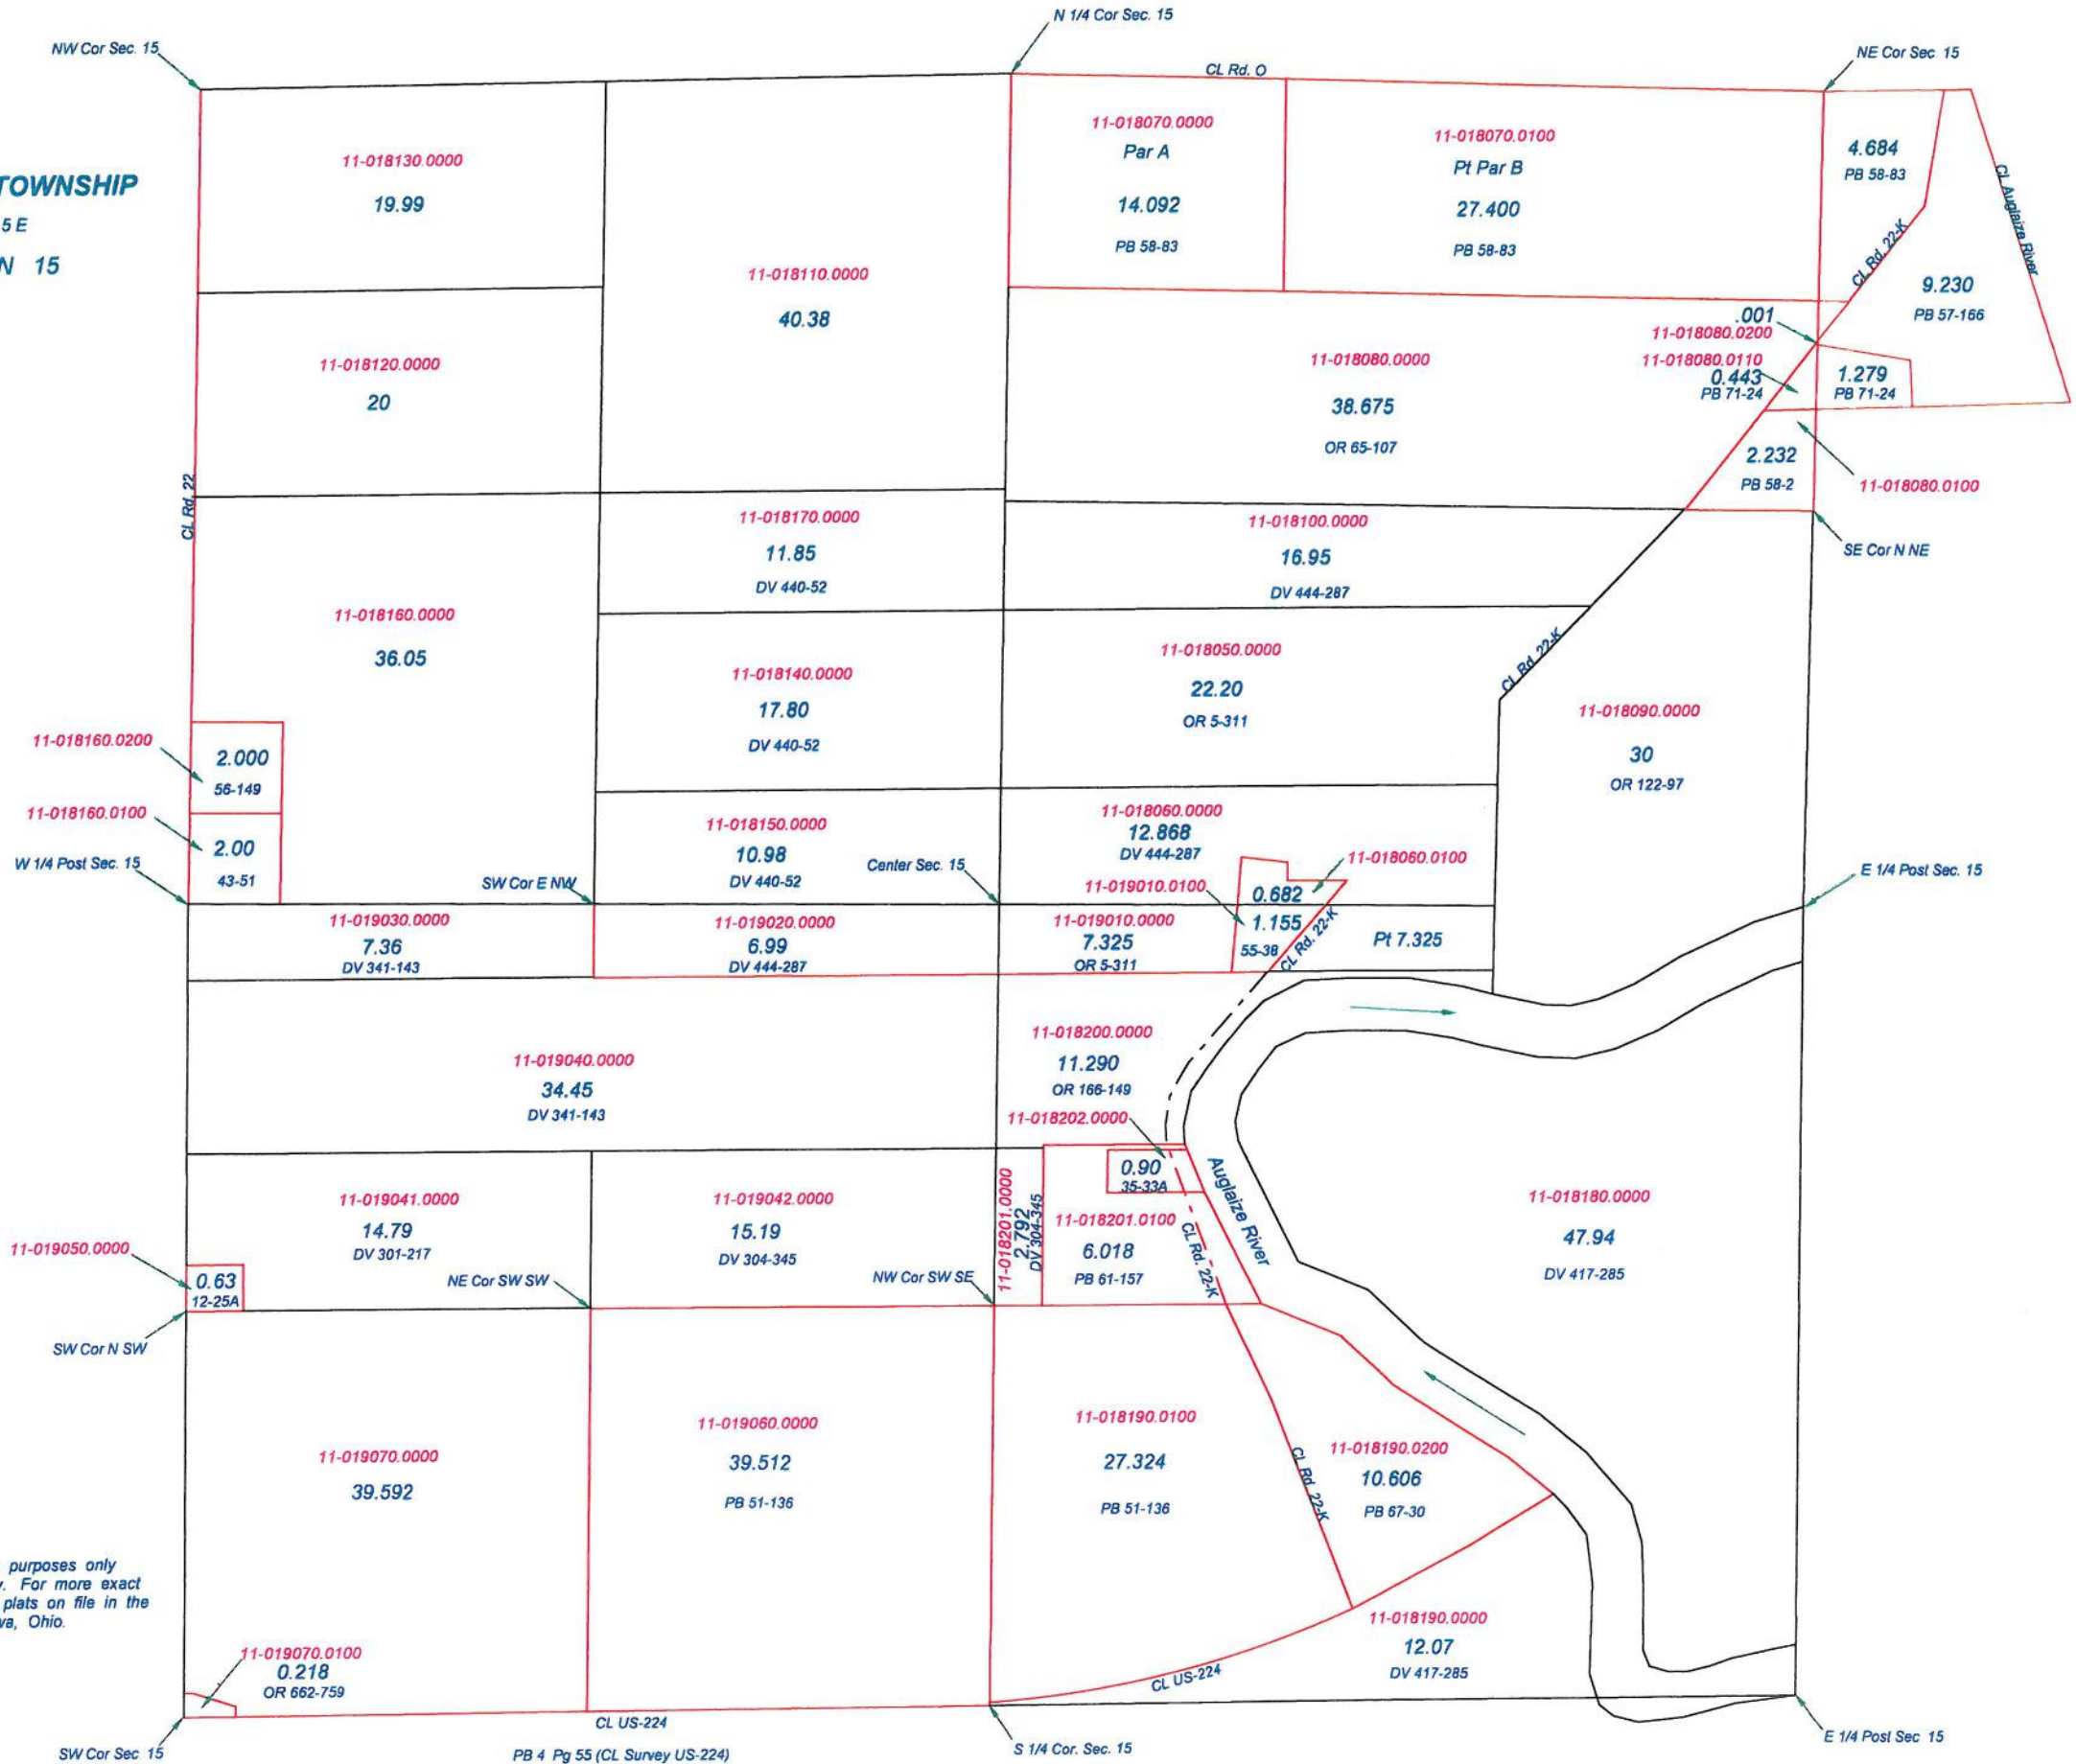 N 1/4 Cor Sec. 15
NW Cor Sec. 15
NE Cor Sec 15
CL Rd. O
TOWNSHIP
5 E
N 15
11-018130.0000
19.99
11-018110.0000
40.38
11-018070.0000
Par A
14.092
PB 58-83
11-018070.0100
Pt Par B
27.400
PB 58-83
4.684
PB 58-83
CL Auglaize River
CL Rd. 22-K
9.230
PB 57-166
11-018120.0000
20
CL Rd. 22
11-018080.0000
38.675
OR 65-107
.001
11-018080.0200
11-018080.0110
0.443
PB 71-24
1.279
PB 71-24
2.232
PB 58-2
11-018080.0100
SE Cor N NE
11-018160.0000
36.05
11-018170.0000
11.85
DV 440-52
11-018100.0000
16.95
DV 444-287
11-018140.0000
17.80
DV 440-52
11-018050.0000
22.20
OR 5-311
CL Rd. 22-K
11-018090.0000
30
OR 122-97
11-018160.0200
2.000
56-149
11-018160.0100
2.00
43-51
W 1/4 Post Sec. 15
11-018150.0000
10.98
DV 440-52
SW Cor E NW
Center Sec. 15
11-018060.0000
12.868
DV 444-287
11-018060.0100
0.682
11-019010.0100
E 1/4 Post Sec. 15
11-019030.0000
7.36
DV 341-143
11-019020.0000
6.99
DV 444-287
11-019010.0000
7.325
OR 5-311
1.155
55-38
CL Rd. 22-K
Pt 7.325
11-019040.0000
34.45
DV 341-143
11-018200.0000
11.290
OR 166-149
11-018202.0000
0.90
35-33A
11-019041.0000
14.79
DV 301-217
11-019042.0000
15.19
DV 304-345
11-018201.0000
2.792
DV 304-345
11-018201.0100
6.018
PB 61-157
CL Rd. 22-K
Auglaize River
11-018180.0000
47.94
DV 417-285
11-019050.0000
0.63
12-25A
NE Cor SW SW
NW Cor SW SE
SW Cor N SW
11-019070.0000
39.592
11-019060.0000
39.512
PB 51-136
11-018190.0100
27.324
PB 51-136
CL Rd. 22-K
11-018190.0200
10.606
PB 67-30
purposes only
. For more exact
plats on file in the
, Ohio.
11-019070.0100
0.218
OR 662-759
11-018190.0000
12.07
DV 417-285
CL US-224
CL US-224
SW Cor Sec 15
PB 4 Pg 55 (CL Survey US-224)
S 1/4 Cor. Sec. 15
E 1/4 Post Sec 15